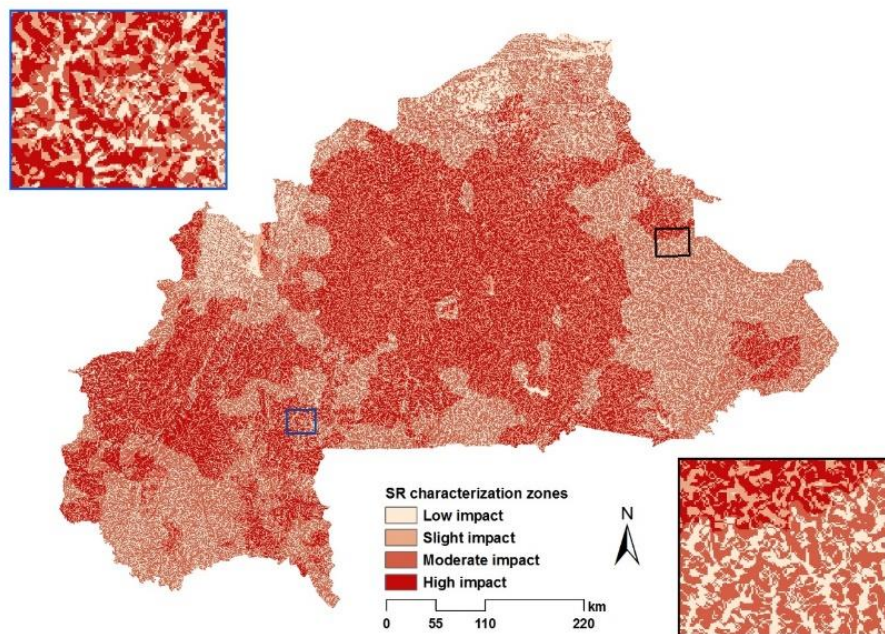 SR characterization zones
Low impact
Slight impact
Moderate impact
High impact
N
km
0 55 110 220